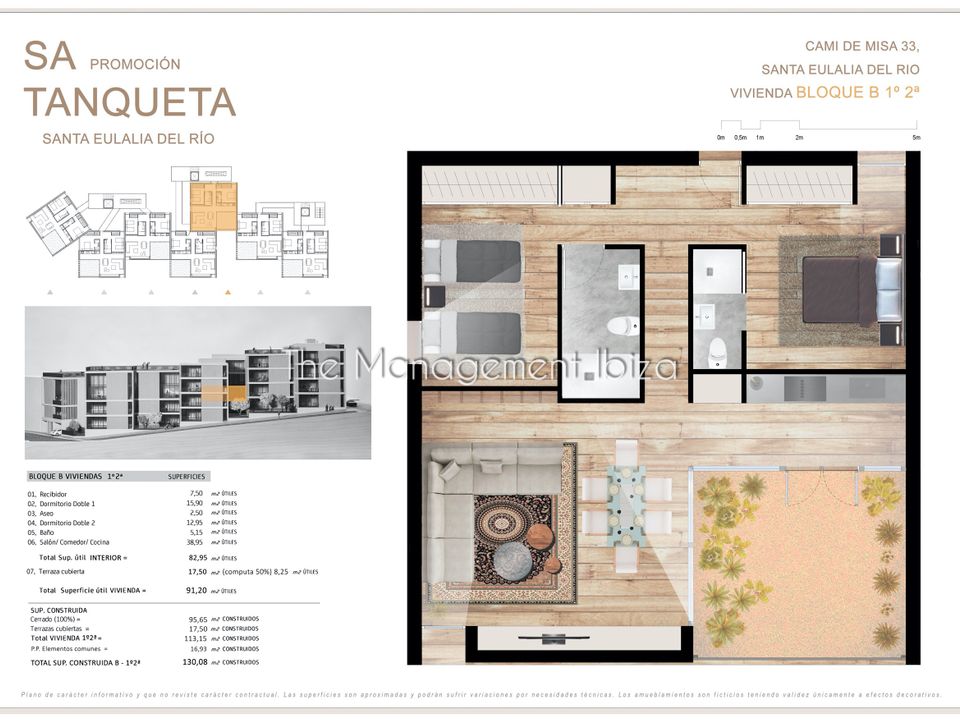 SA PROMOCIÓN
TANQUETA
SANTA EULALIA DEL RÍO
CAMI DE MISA 33,
SANTA EULALIA DEL RIO
VIVIENDA BLOQUE B 1º 2ª
0m 0,5m 1m 2m 5m
The Management Ibiza
BLOQUE B VIVIENDAS 1º2ª SUPERFICIES
01, Recibidor 7,50 m2 ÚTILES
02, Dormitorio Doble 1 15,90 m2 ÚTILES
03, Aseo 2,50 m2 ÚTILES
04, Dormitorio Doble 2 12,95 m2 ÚTILES
05, Baño 5,15 m2 ÚTILES
06, Salón/ Comedor/ Cocina 38,95 m2 ÚTILES
Total Sup. útil INTERIOR = 82,95 m2 ÚTILES
07, Terraza cubierta 17,50 m2 (computa 50%) 8,25 m2 ÚTILES
Total Superficie útil VIVIENDA = 91,20 m2 ÚTILES
SUP. CONSTRUIDA
Cerrado (100%) = 95,65 m2 CONSTRUIDOS
Terrazas cubiertas = 17,50 m2 CONSTRUIDOS
Total VIVIENDA 1º2ª = 113,15 m2 CONSTRUIDOS
P.P. Elementos comunes = 16,93 m2 CONSTRUIDOS
TOTAL SUP. CONSTRUIDA B - 1º2ª 130,08 m2 CONSTRUIDOS
Plano de carácter informativo y que no reviste carácter contractual. Las superficies son aproximadas y podrán sufrir variaciones por necesidades técnicas. Los amueblamientos son ficticios teniendo validez únicamente a efectos decorativos.